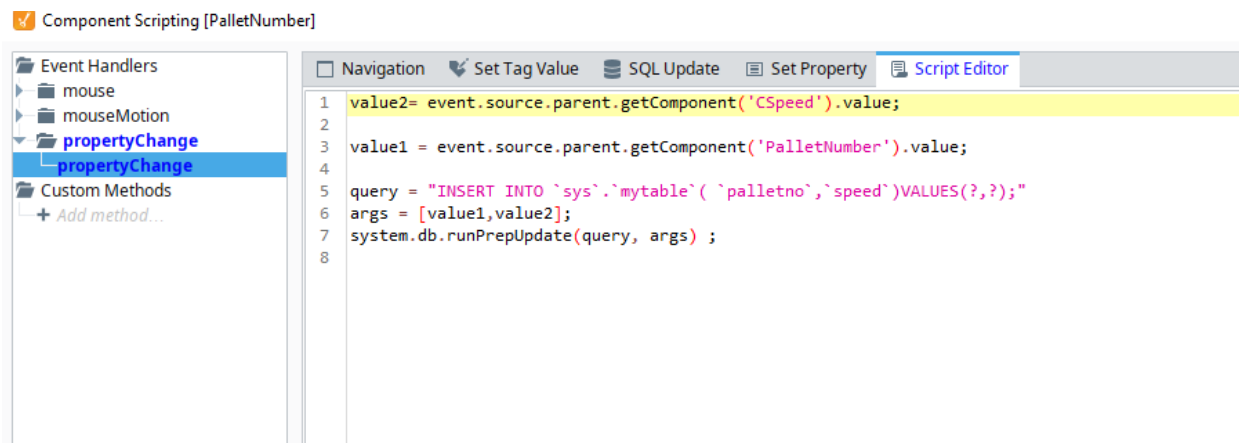 Component Scripting [PalletNumber]
Event Handlers
mouse
mouseMotion
propertyChange
propertyChange
Custom Methods
Add method...
Navigation Set Tag Value SQL Update Set Property Script Editor
1 value2= event.source.parent.getComponent('CSpeed').value;
2
3 value1 = event.source.parent.getComponent('PalletNumber').value;
4
5 query = "INSERT INTO `sys`.`mytable`( `palletno`,`speed`)VALUES(?,?);"
6 args = [value1,value2];
7 system.db.runPrepUpdate(query, args) ;
8